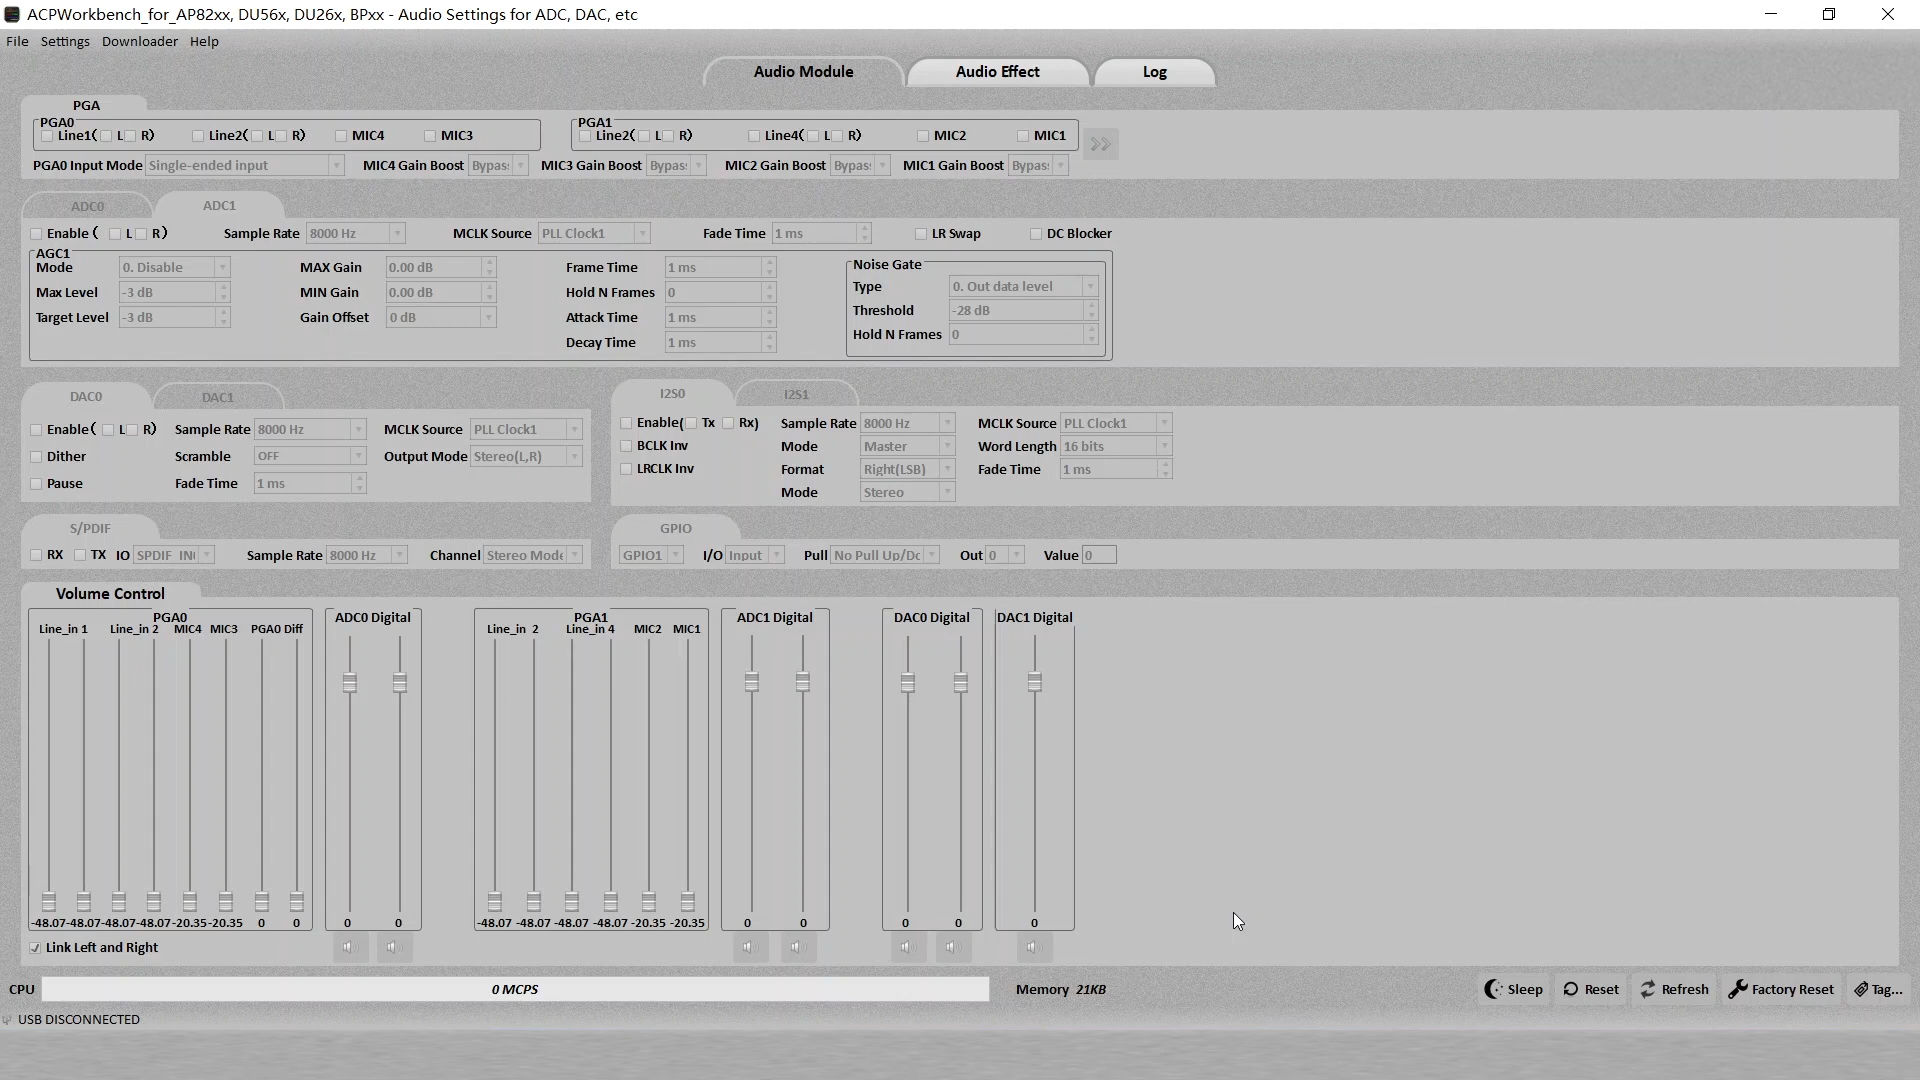 ACPWorkbench_for_AP82xx, DU56x, DU26x, BPxx - Audio Settings for ADC, DAC, etc
File Settings Downloader Help
Audio Module Audio Effect Log
PGA
PGA0 PGA1
Line1( L R) Line2( L R) MIC4 MIC3 Line2( L R) Line4( L R) MIC2 MIC1
PGA0 Input Mode Single-ended input MIC4 Gain Boost Bypas: MIC3 Gain Boost Bypas: MIC2 Gain Boost Bypas: MIC1 Gain Boost Bypas:
ADC0 ADC1
Enable ( L R) Sample Rate 8000 Hz MCLK Source PLL Clock1 Fade Time 1 ms LR Swap DC Blocker
AGC1
Mode 0. Disable MAX Gain 0.00 dB Frame Time 1 ms Noise Gate
Type 0. Out data level
Max Level -3 dB MIN Gain 0.00 dB Hold N Frames 0
Threshold -28 dB
Target Level -3 dB Gain Offset 0 dB Attack Time 1 ms
Hold N Frames 0
Decay Time 1 ms
DAC0 DAC1 I2S0 I2S1
Enable( L R) Sample Rate 8000 Hz MCLK Source PLL Clock1 Enable( Tx Rx) Sample Rate 8000 Hz MCLK Source PLL Clock1
BCLK Inv Mode Master Word Length 16 bits
Dither Scramble OFF Output Mode Stereo(L,R)
LRCLK Inv Format Right(LSB) Fade Time 1 ms
Pause Fade Time 1 ms
Mode Stereo
S/PDIF GPIO
RX TX IO SPDIF_IN( Sample Rate 8000 Hz Channel Stereo Mode GPIO1 I/O Input Pull No Pull Up/Dc Out 0 Value 0
Volume Control
PGA0 ADC0 Digital PGA1 ADC1 Digital DAC0 Digital DAC1 Digital
Line_in 1 Line_in 2 MIC4 MIC3 PGA0 Diff Line_in 2 Line_in 4 MIC2 MIC1
-48.07 -48.07 -48.07 -48.07 -20.35 -20.35 0 0 0 0 -48.07 -48.07 -48.07 -48.07 -20.35 -20.35 0 0 0 0 0
Link Left and Right
CPU 0 MCPS Memory 21KB Sleep Reset Refresh Factory Reset Tag...
USB DISCONNECTED